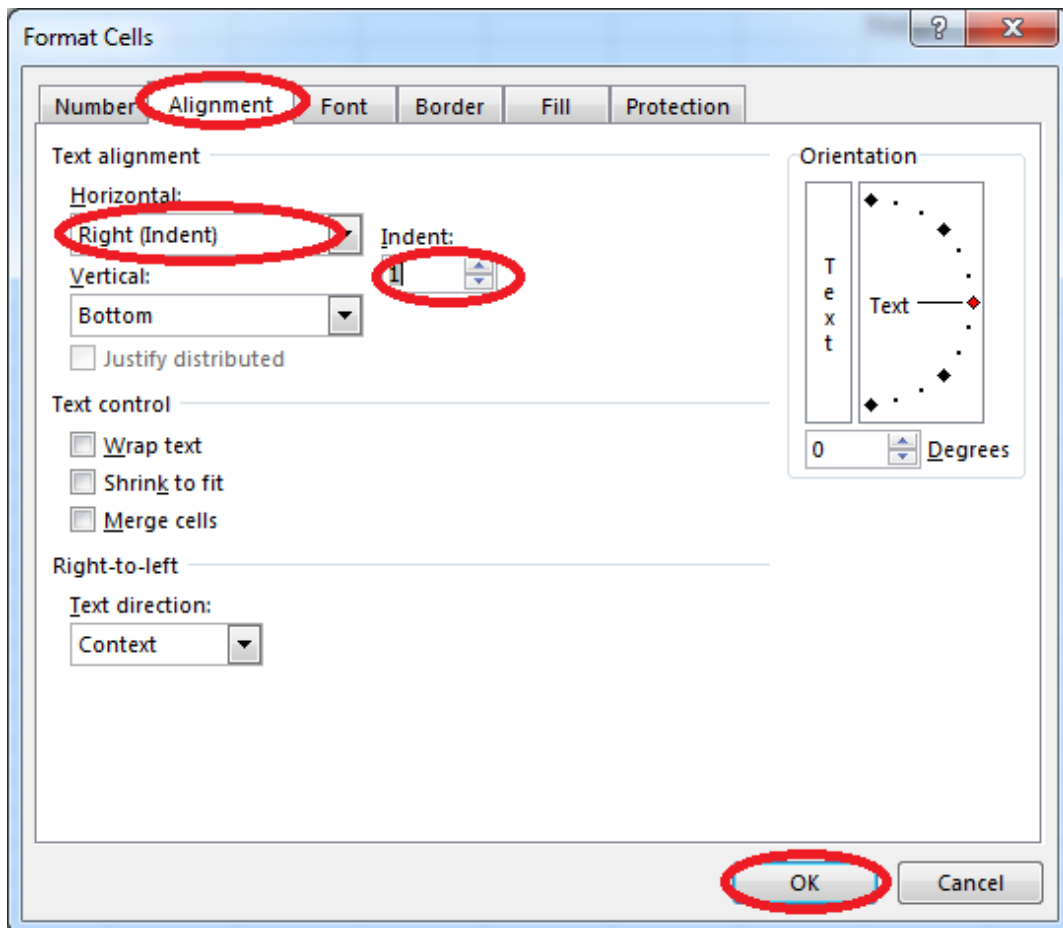 Format Cells
Number Alignment Font Border Fill Protection
Text alignment
Horizontal:
Right (Indent)
Indent:
1
Vertical:
Bottom
Justify distributed
Text control
Wrap text
Shrink to fit
Merge cells
Right-to-left
Text direction:
Context
Orientation
Text
Text
0 Degrees
OK Cancel